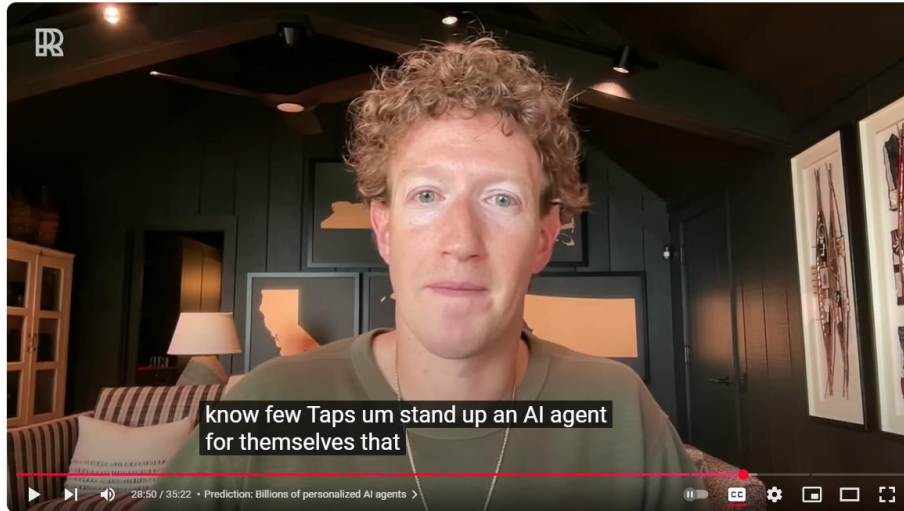 R
know few Taps um stand up an AI agent
for themselves that
28:50 / 35:22 • Prediction: Billions of personalized AI agents >
CC